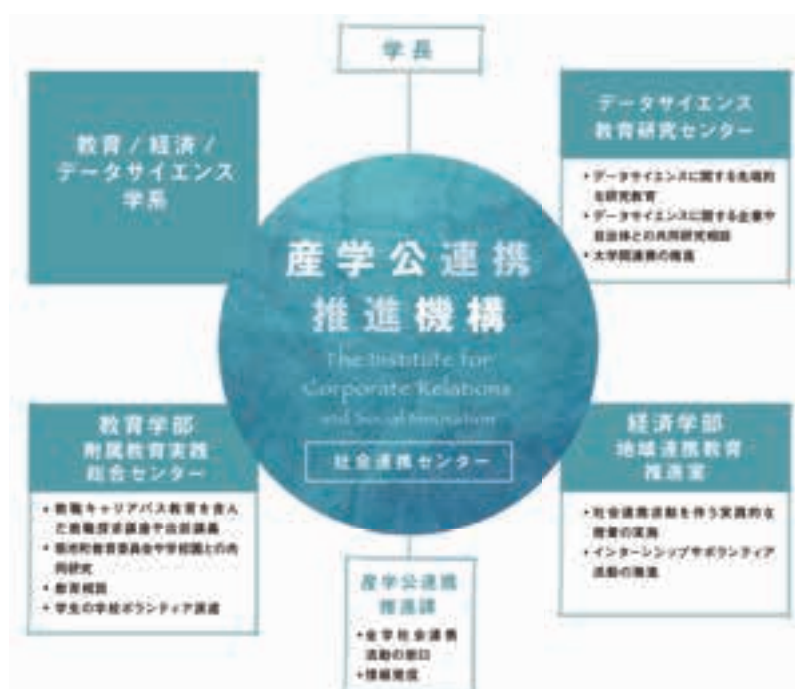 学長
教育 / 経済 /
データサイエンス
学系
データサイエンス
教育研究センター
• データサイエンスに関する先端的
な研究教育
• データサイエンスに関する企業や
自治体との共同研究相談
• 大学間連携の推進
産学公連携
推進機構
The Institute for
Corporate Relations
and Social Innovation
社会連携センター
教育学部
附属教育実践
総合センター
• 教職キャリアパス教育を含ん
だ教職探求講座や出前講義
教育委員会や学校園との共
同研究
• 教育相談
• 学生の学校ボランティア派遣
経済学部
地域連携教育
推進室
• 社会連携活動を伴う実践的な
授業の実施
• インターンシップやボランティア
活動の推進
産学公連携
推進課
• 産学社会連携
活動の窓口
• 情報発信